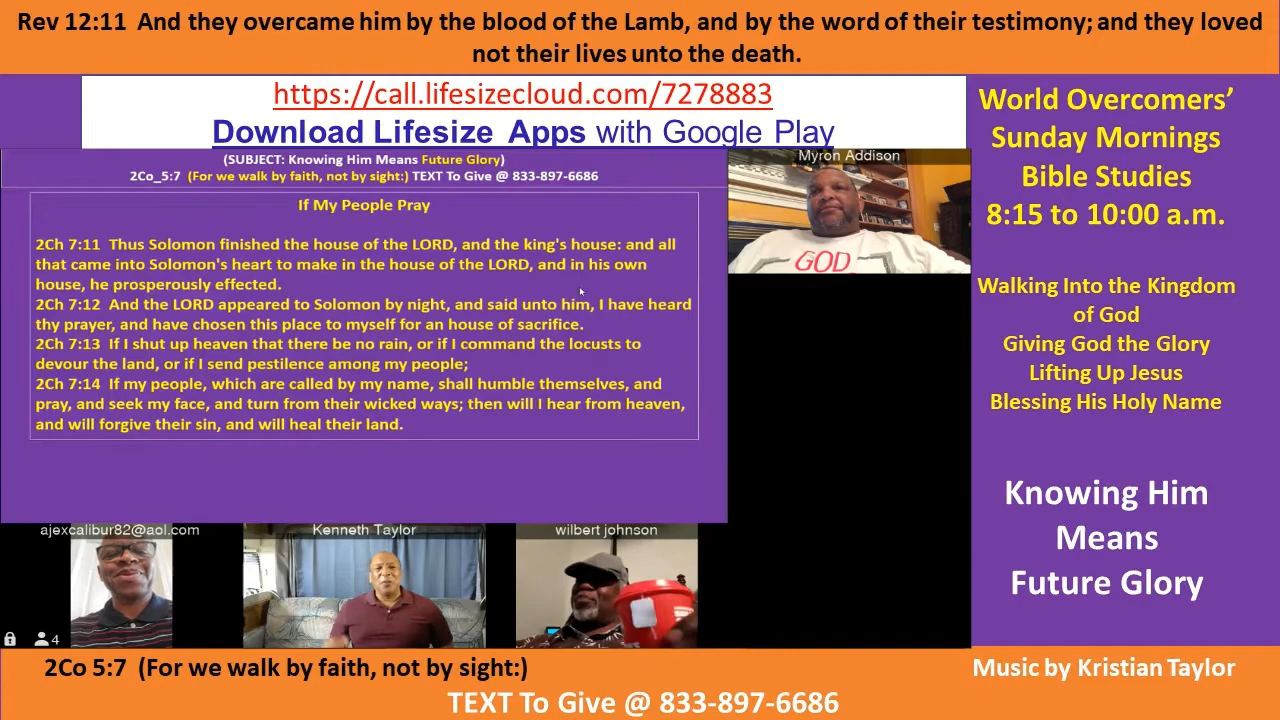 Rev 12:11  And they overcame him by the blood of the Lamb, and by the word of their testimony; and they loved
not their lives unto the death.
https://call.lifesizecloud.com/7278883
Download Lifesize Apps with Google Play
(SUBJECT: Knowing Him Means Future Glory)
2Co_5:7 (For we walk by faith, not by sight:) TEXT To Give @ 833-897-6686
If My People Pray
2Ch 7:11 Thus Solomon finished the house of the LORD, and the king's house: and all
that came into Solomon's heart to make in the house of the LORD, and in his own
house, he prosperously effected.
2Ch 7:12 And the LORD appeared to Solomon by night, and said unto him, I have heard
thy prayer, and have chosen this place to myself for an house of sacrifice.
2Ch 7:13 If I shut up heaven that there be no rain, or if I command the locusts to
devour the land, or if I send pestilence among my people;
2Ch 7:14 If my people, which are called by my name, shall humble themselves, and
pray, and seek my face, and turn from their wicked ways; then will I hear from heaven,
and will forgive their sin, and will heal their land.
Myron Addison
GOD
ajexcalibur82@aol.com
Kenneth Taylor
wilbert johnson
4
World Overcomers'
Sunday Mornings
Bible Studies
8:15 to 10:00 a.m.
Walking Into the Kingdom
of God
Giving God the Glory
Lifting Up Jesus
Blessing His Holy Name
Knowing Him
Means
Future Glory
2Co 5:7 (For we walk by faith, not by sight:)
Music by Kristian Taylor
TEXT To Give @ 833-897-6686